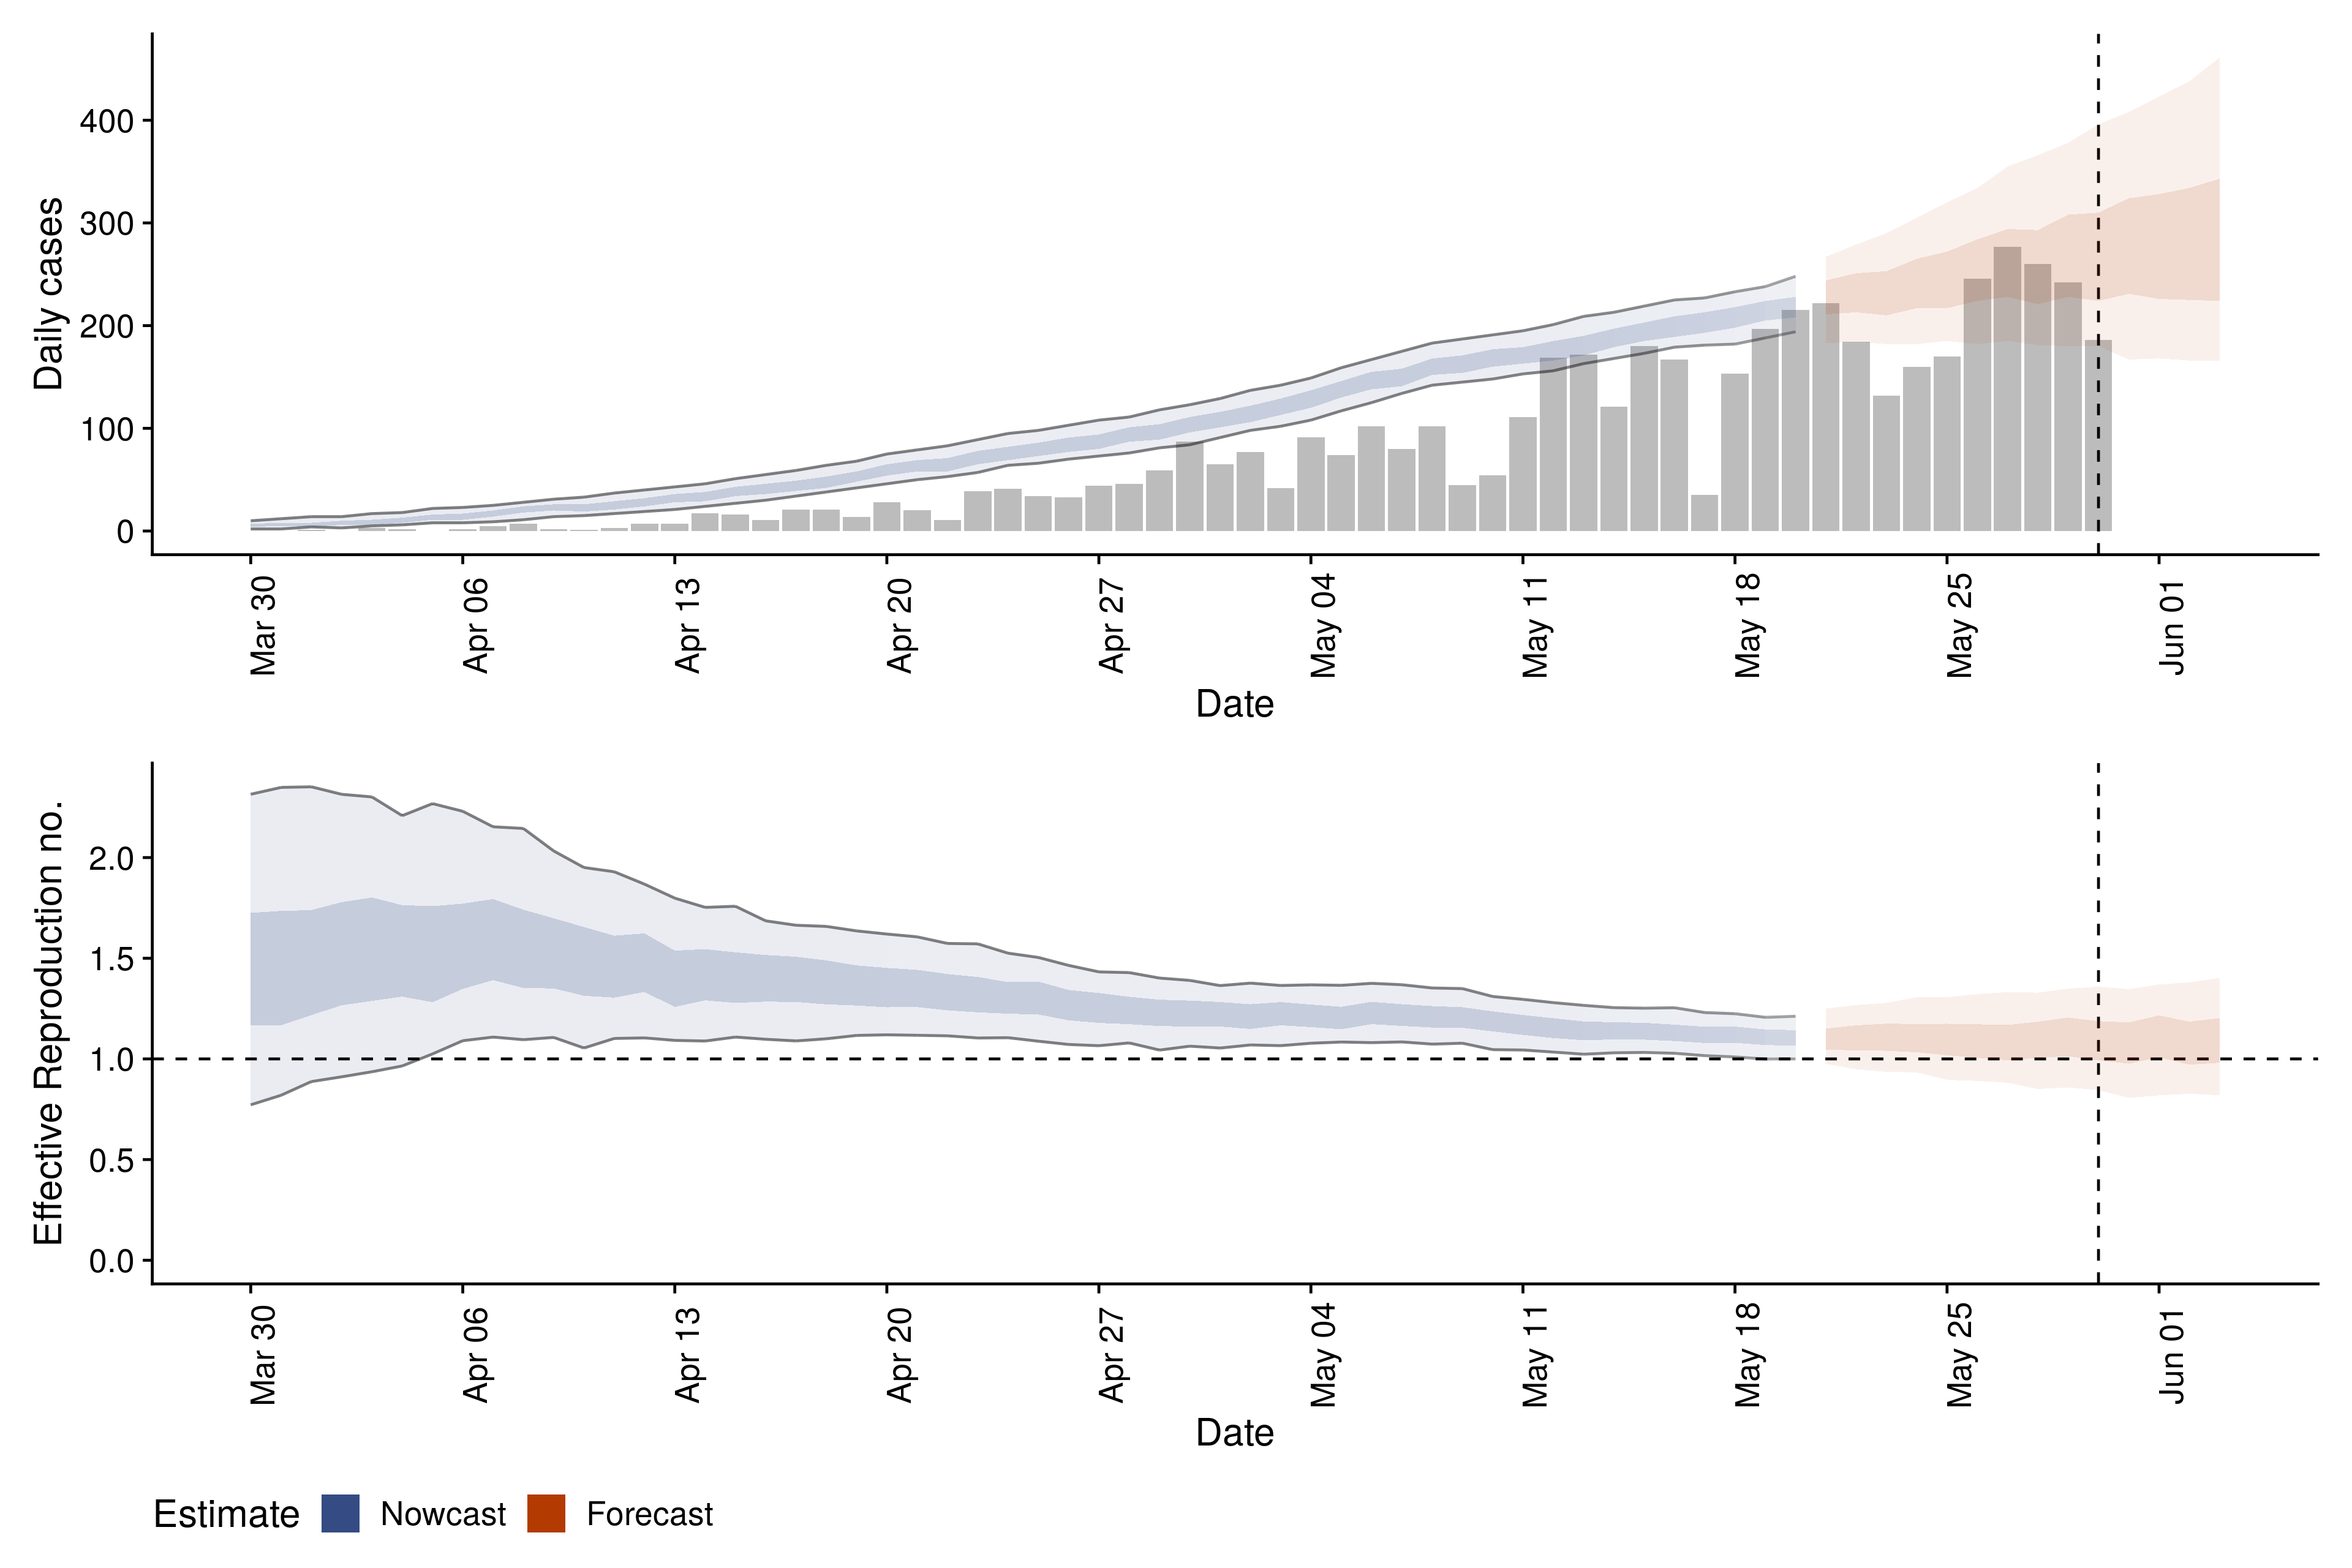 Daily cases
400
300
200
100
0
Mar 30
Apr 06
Apr 13
Apr 20
Apr 27
May 04
May 11
May 18
May 25
Jun 01
Date
Effective Reproduction no.
2.0
1.5
1.0
0.5
0.0
Mar 30
Apr 06
Apr 13
Apr 20
Apr 27
May 04
May 11
May 18
May 25
Jun 01
Date
Estimate Nowcast Forecast